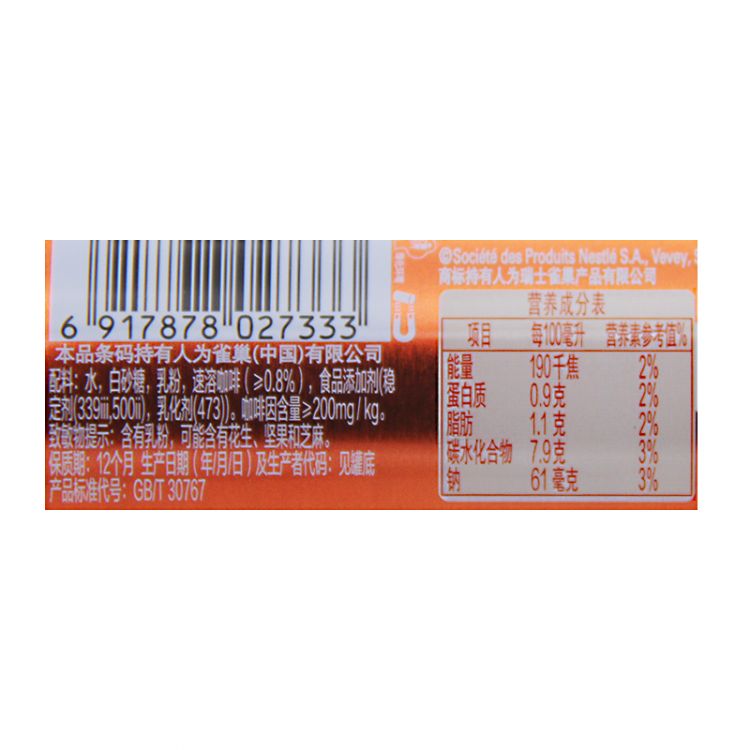 6 917878 027333
本品条码持有人为雀巢(中国)有限公司
配料：水，白砂糖，乳粉，速溶咖啡（≥0.8%），食品添加剂(稳
定剂(339iii,500ii)，乳化剂(473))。咖啡因含量≥200mg/kg。
致敏物提示：含有乳粉，可能含有花生、坚果和芝麻。
保质期：12个月 生产日期（年/月/日）及生产者代码：见罐底
产品标准代号：GB/T 30767
©Société des Produits Nestlé S.A., Vevey, S
商标持有人为瑞士雀巢产品有限公司
营养成分表
项目 每100毫升 营养素参考值%
能量 190千焦 2%
蛋白质 0.9克 2%
脂肪 1.1克 2%
碳水化合物 7.9克 3%
钠 61毫克 3%